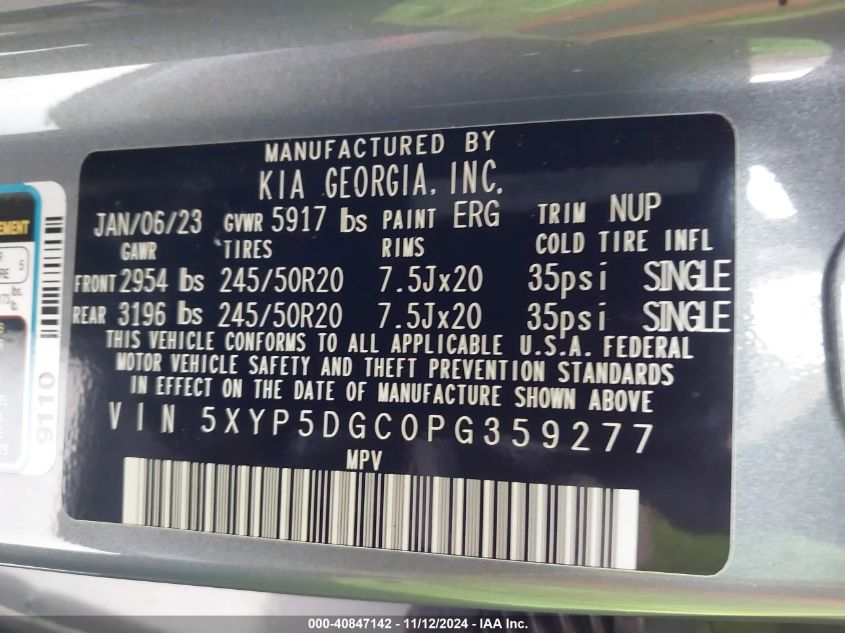 MANUFACTURED BY
KIA GEORGIA, INC.
JAN/06/23 GVWR 5917 lbs PAINT ERG TRIM NUP
GAWR TIRES RIMS COLD TIRE INFL
FRONT 2954 lbs 245/50R20 7.5Jx20 35psi SINGLE
REAR 3196 lbs 245/50R20 7.5Jx20 35psi SINGLE
THIS VEHICLE CONFORMS TO ALL APPLICABLE U.S.A. FEDERAL
MOTOR VEHICLE SAFETY AND THEFT PREVENTION STANDARDS
IN EFFECT ON THE DATE OF MANUFACTURE SHOWN ABOVE
VIN 5XYP5DGC0PG359277
MPV
9110
5
000-40847142 - 11/12/2024 - IAA Inc.